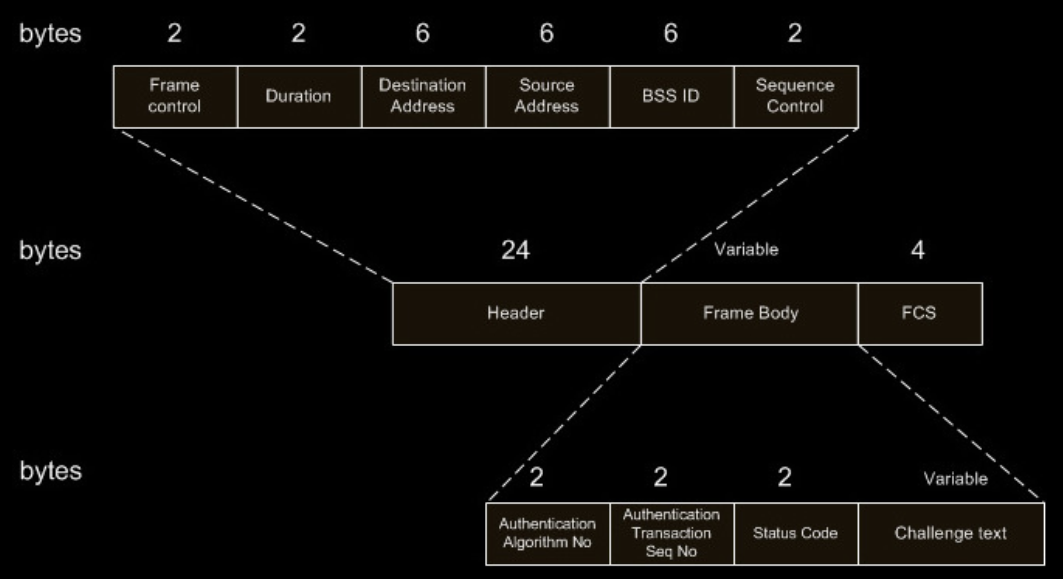 bytes 2 2 6 6 6 2
Frame
control
Duration
Destination
Address
Source
Address
BSS ID
Sequence
Control
bytes 24 Variable 4
Header
Frame Body
FCS
bytes 2 2 2 Variable
Authentication
Algorithm No
Authentication
Transaction
Seq No
Status Code
Challenge text